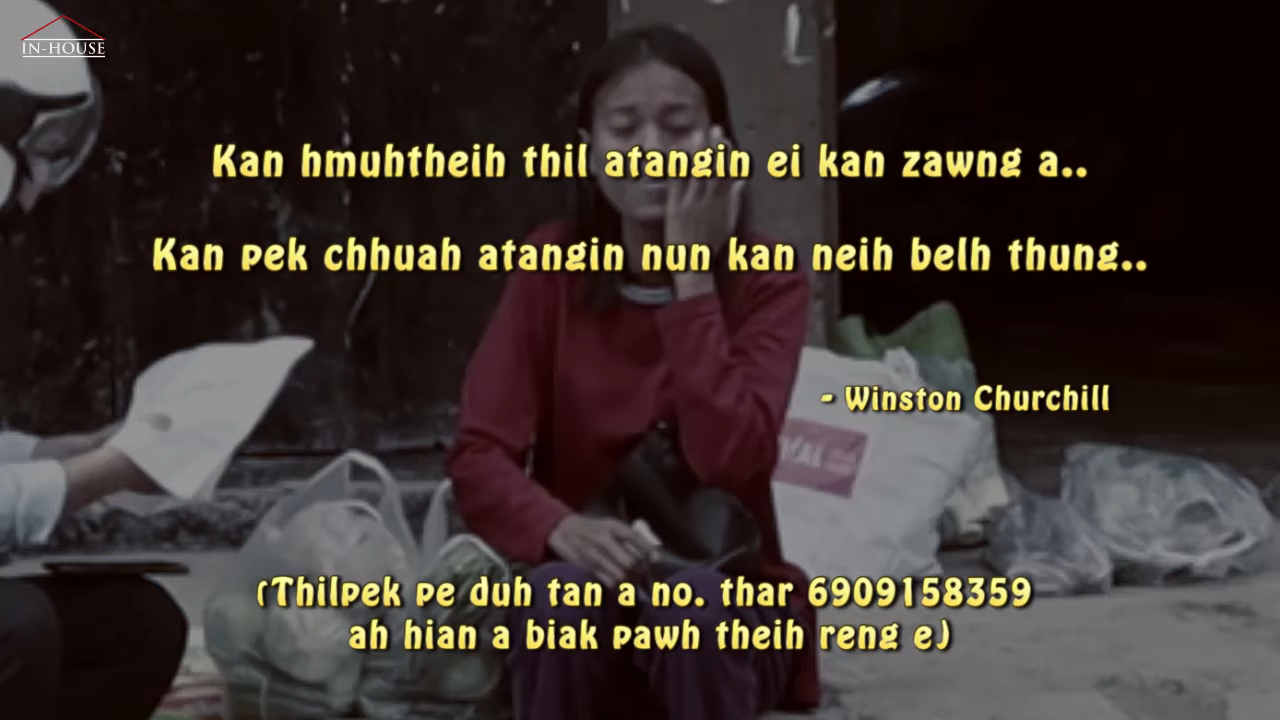 IN-HOUSE
Kan hmuhtheih thil atangin ei kan zawng a..
Kan pek chhuah atangin nun kan neih belh thung..
- Winston Churchill
(Thilpek pe duh tan a no. thar 6909158359
ah hian a biak pawh theih reng e)